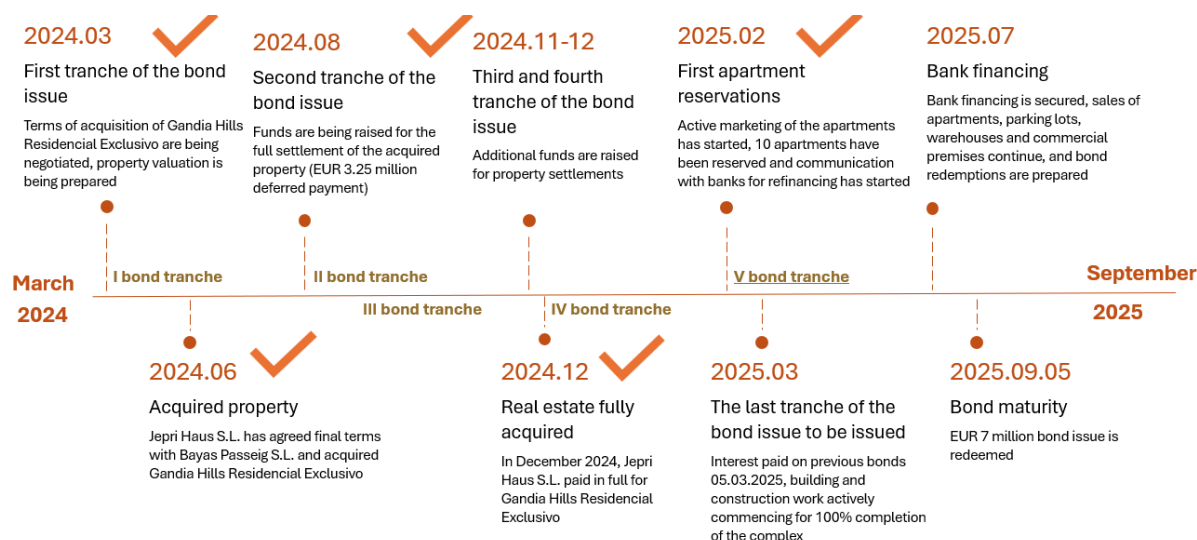 2024.03
First tranche of the bond
issue
Terms of acquisition of Gandia Hills
Residencial Exclusivo are being
negotiated, property valuation is
being prepared
2024.08
Second tranche of the
bond issue
Funds are being raised for the
full settlement of the acquired
property (EUR 3.25 million
deferred payment)
2024.11-12
Third and fourth
tranche of the bond
issue
Additional funds are raised
for property settlements
2025.02
First apartment
reservations
Active marketing of the apartments
has started, 10 apartments have
been reserved and communication
with banks for refinancing has started
2025.07
Bank financing
Bank financing is secured, sales of
apartments, parking lots,
warehouses and commercial
premises continue, and bond
redemptions are prepared
March
2024
I bond tranche
II bond tranche
III bond tranche
IV bond tranche
V bond tranche
September
2025
2024.06
Acquired property
Jepri Haus S.L. has agreed final terms
with Bayas Passeig S.L. and acquired
Gandia Hills Residencial Exclusivo
2024.12
Real estate fully
acquired
In December 2024, Jepri
Haus S.L. paid in full for
Gandia Hills Residencial
Exclusivo
2025.03
The last tranche of the
bond issue to be issued
Interest paid on previous bonds
05.03.2025, building and
construction work actively
commencing for 100% completion
of the complex
2025.09.05
Bond maturity
EUR 7 million bond issue is
redeemed